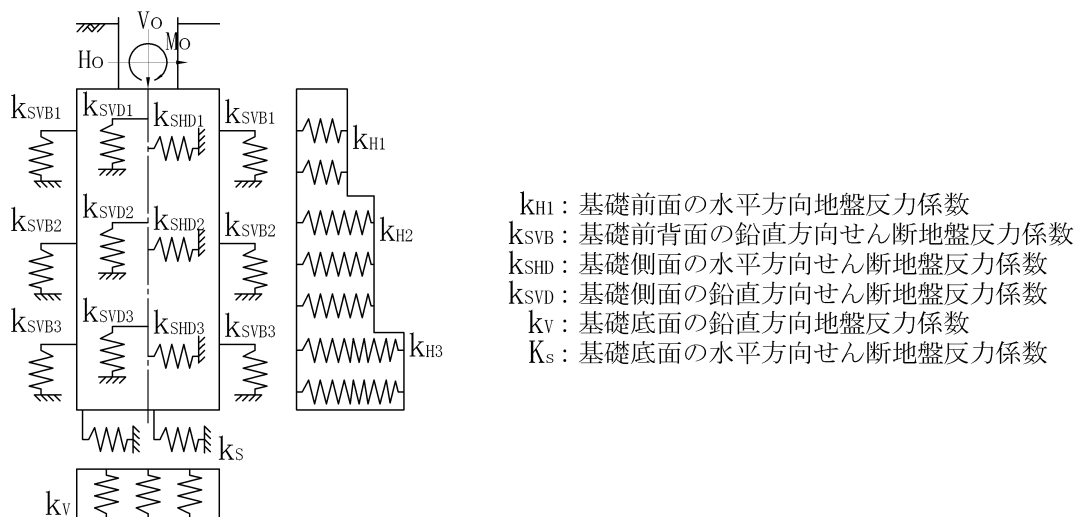 Vo
Mo
Ho
kSVB1
kSVD1
kSHD1
kSVB1
kH1
kSVB2
kSVD2
kSHD2
kSVB2
kH2
kSVB3
kSVD3
kSHD3
kSVB3
kH3
kS
kV
kH1：基礎前面の水平方向地盤反力係数
kSVB：基礎前背面の鉛直方向せん断地盤反力係数
kSHD：基礎側面の水平方向せん断地盤反力係数
kSVD：基礎側面の鉛直方向せん断地盤反力係数
kV：基礎底面の鉛直方向地盤反力係数
Ks：基礎底面の水平方向せん断地盤反力係数